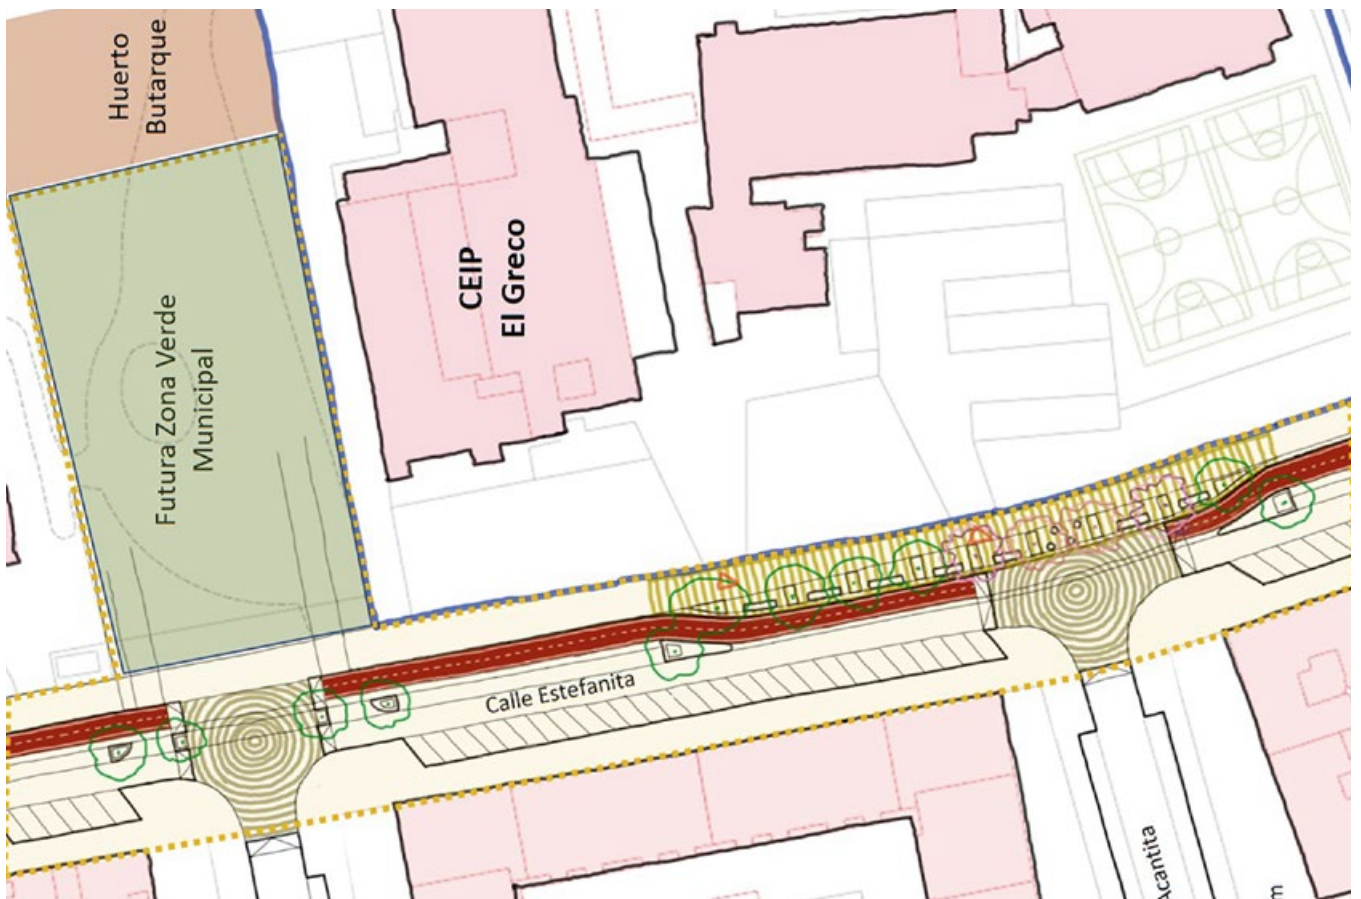 Huerto
Butarque
CEIP
El Greco
Futura Zona Verde
Municipal
Calle Estefanita
Acantita
m